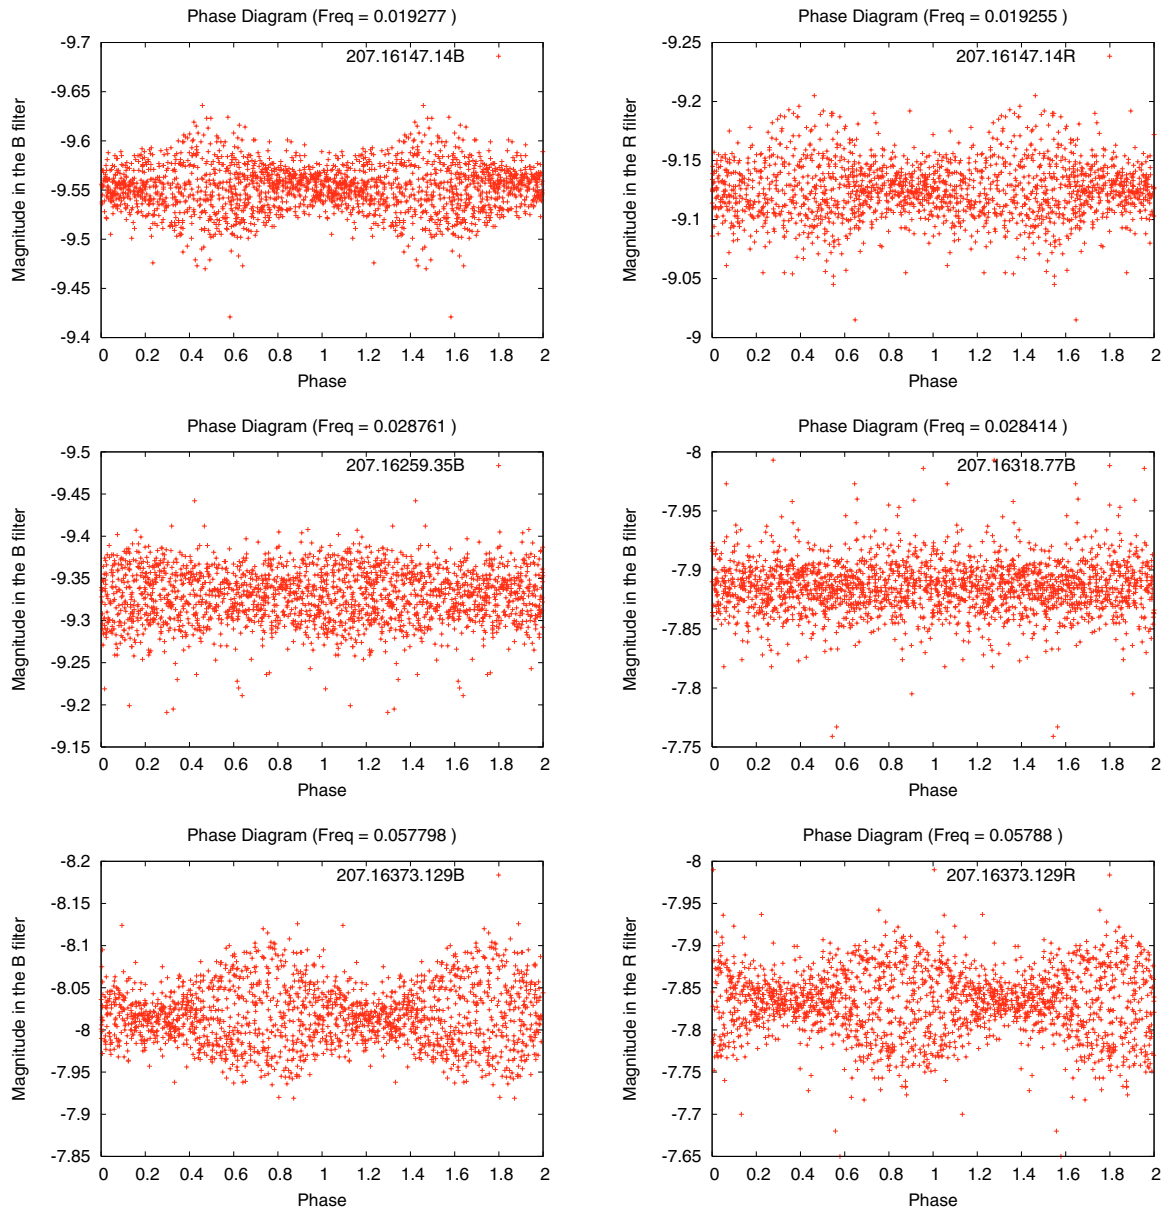 Phase Diagram (Freq = 0.019277 )
207.16147.14B
Magnitude in the B filter
-9.7
-9.65
-9.6
-9.55
-9.5
-9.45
-9.4
0 0.2 0.4 0.6 0.8 1 1.2 1.4 1.6 1.8 2
Phase
Phase Diagram (Freq = 0.019255 )
207.16147.14R
Magnitude in the R filter
-9.25
-9.2
-9.15
-9.1
-9.05
-9
0 0.2 0.4 0.6 0.8 1 1.2 1.4 1.6 1.8 2
Phase
Phase Diagram (Freq = 0.028761 )
207.16259.35B
Magnitude in the B filter
-9.5
-9.45
-9.4
-9.35
-9.3
-9.25
-9.2
-9.15
0 0.2 0.4 0.6 0.8 1 1.2 1.4 1.6 1.8 2
Phase
Phase Diagram (Freq = 0.028414 )
207.16318.77B
Magnitude in the B filter
-8
-7.95
-7.9
-7.85
-7.8
-7.75
0 0.2 0.4 0.6 0.8 1 1.2 1.4 1.6 1.8 2
Phase
Phase Diagram (Freq = 0.057798 )
207.16373.129B
Magnitude in the B filter
-8.2
-8.15
-8.1
-8.05
-8
-7.95
-7.9
-7.85
0 0.2 0.4 0.6 0.8 1 1.2 1.4 1.6 1.8 2
Phase
Phase Diagram (Freq = 0.05788 )
207.16373.129R
Magnitude in the R filter
-8
-7.95
-7.9
-7.85
-7.8
-7.75
-7.7
-7.65
0 0.2 0.4 0.6 0.8 1 1.2 1.4 1.6 1.8 2
Phase